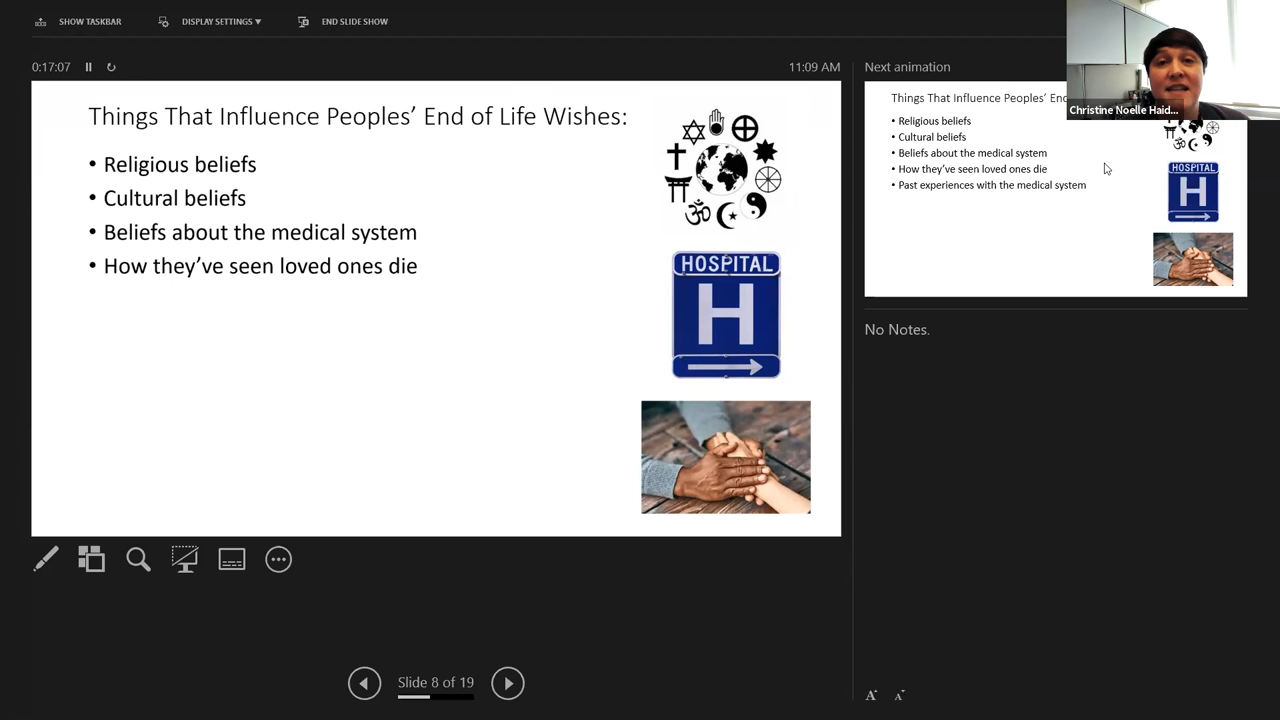 SHOW TASKBAR
DISPLAY SETTINGS ▼
END SLIDE SHOW
0:17:07
11:09 AM
Things That Influence Peoples’ End of Life Wishes:
• Religious beliefs
• Cultural beliefs
• Beliefs about the medical system
• How they’ve seen loved ones die
HOSPITAL
H
Slide 8 of 19
Next animation
Things That Influence Peoples’ End
• Religious beliefs
• Cultural beliefs
• Beliefs about the medical system
• How they’ve seen loved ones die
• Past experiences with the medical system
HOSPITAL
H
Christine Noelle Haid...
No Notes.
A
A